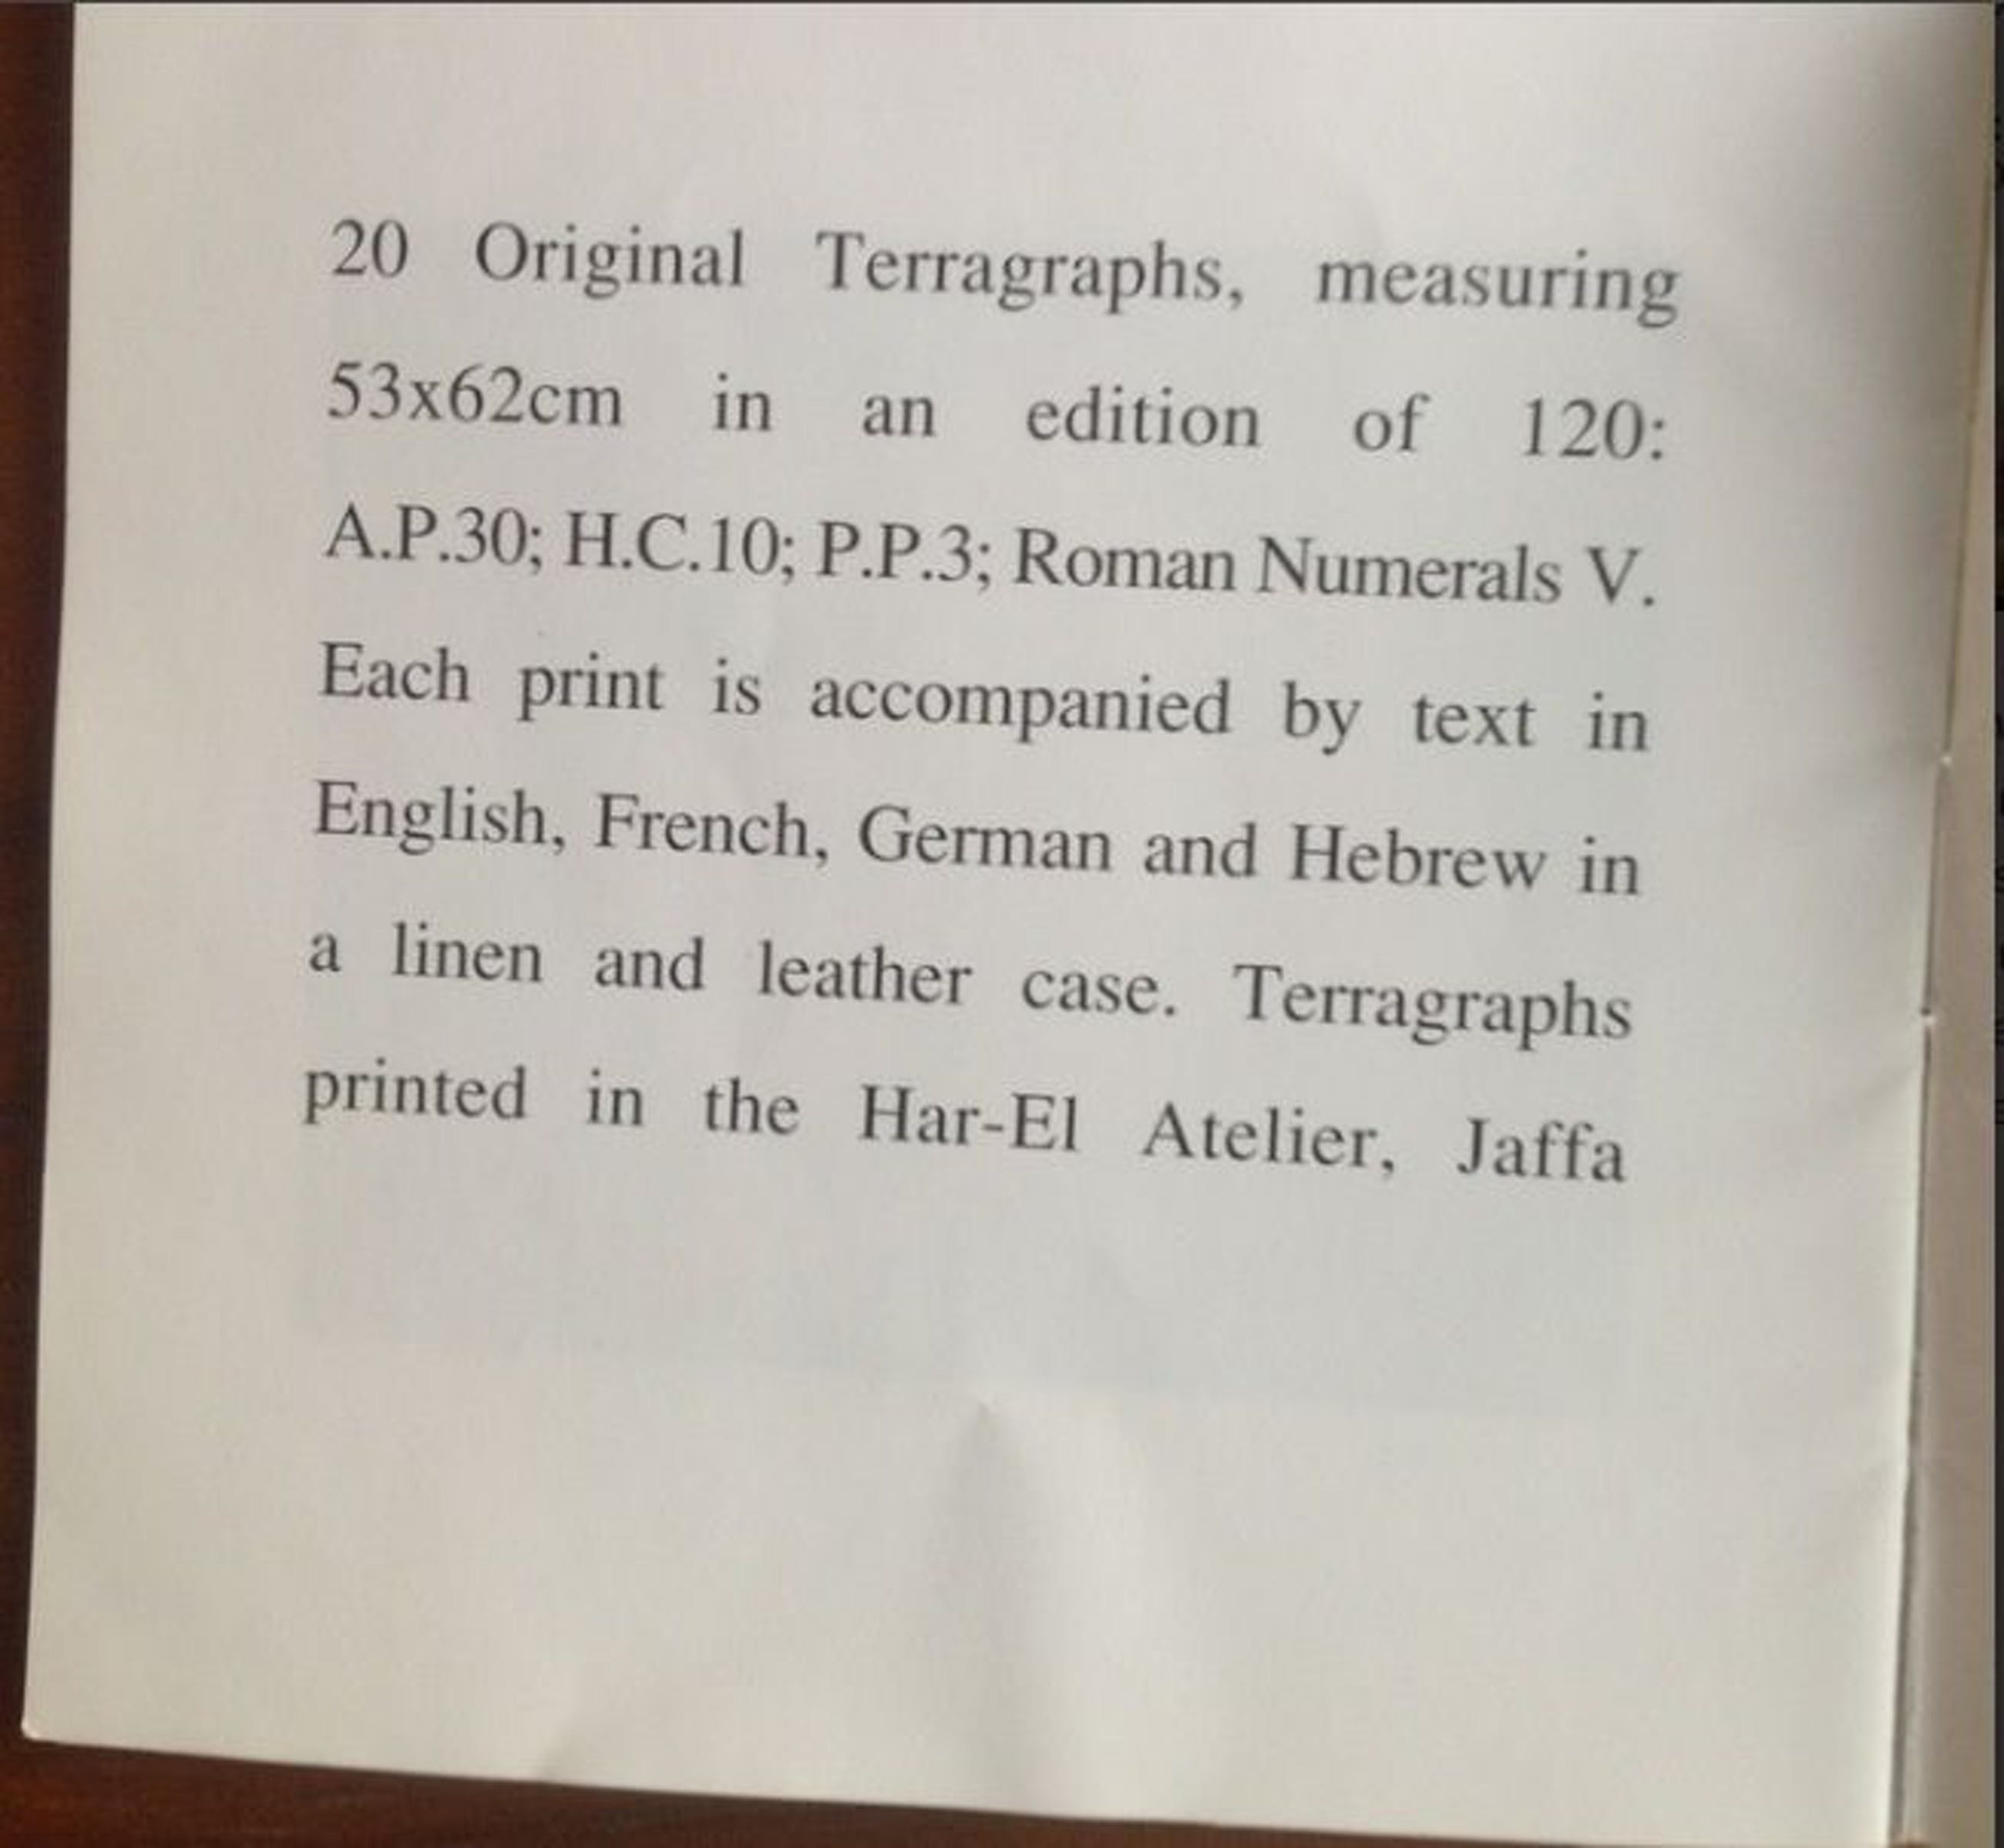 20 Original Terragraphs, measuring
53x62cm in an edition of 120:
A.P.30; H.C.10; P.P.3; Roman Numerals V.
Each print is accompanied by text in
English, French, German and Hebrew in
a linen and leather case. Terragraphs
printed in the Har-El Atelier, Jaffa